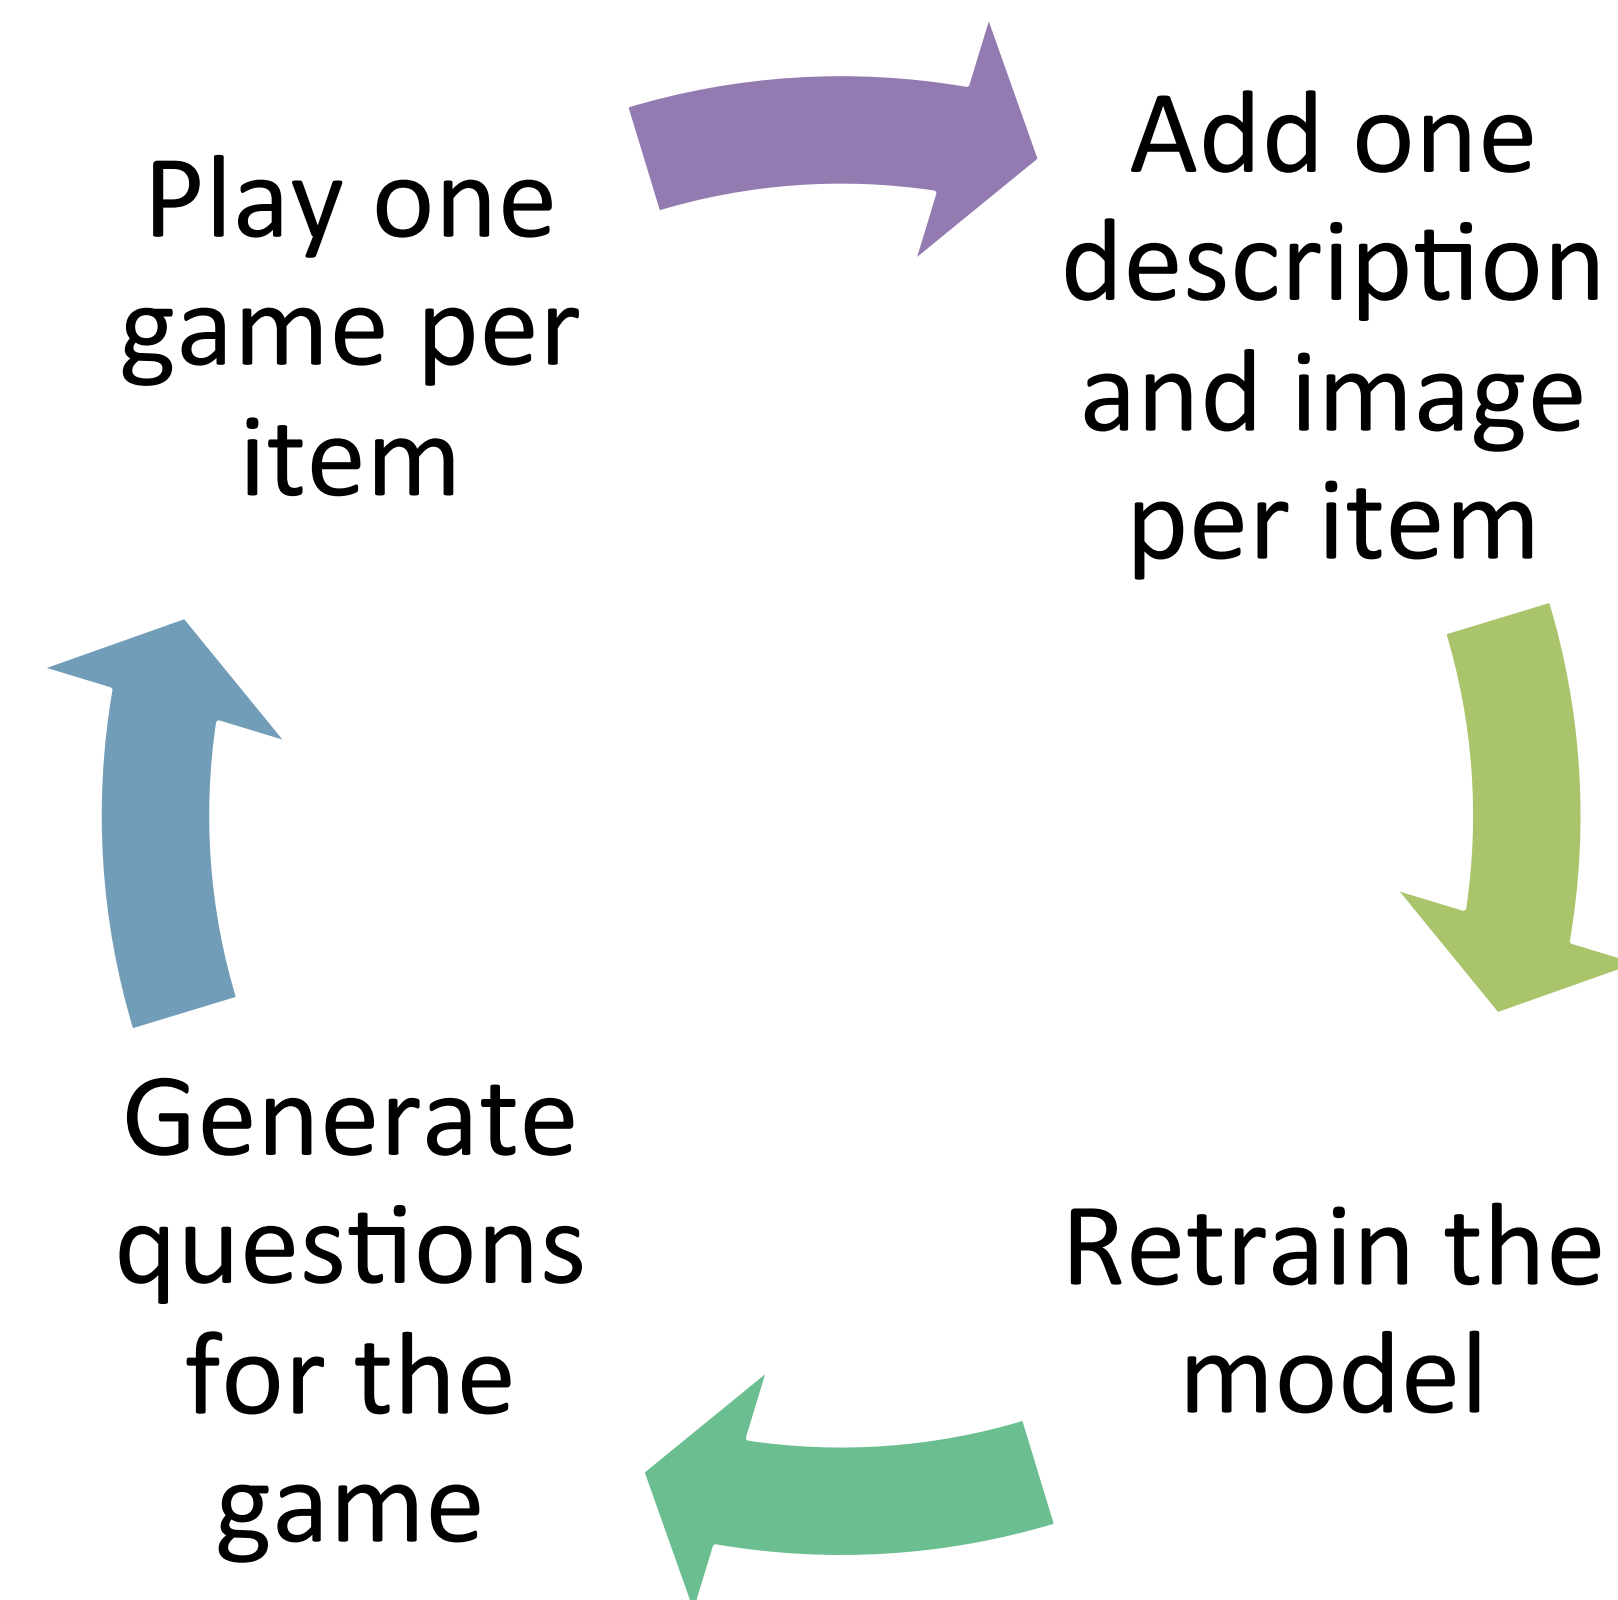 Play one
game per
item
Add one
description
and image
per item
Retrain the
model
Generate
questions
for the
game